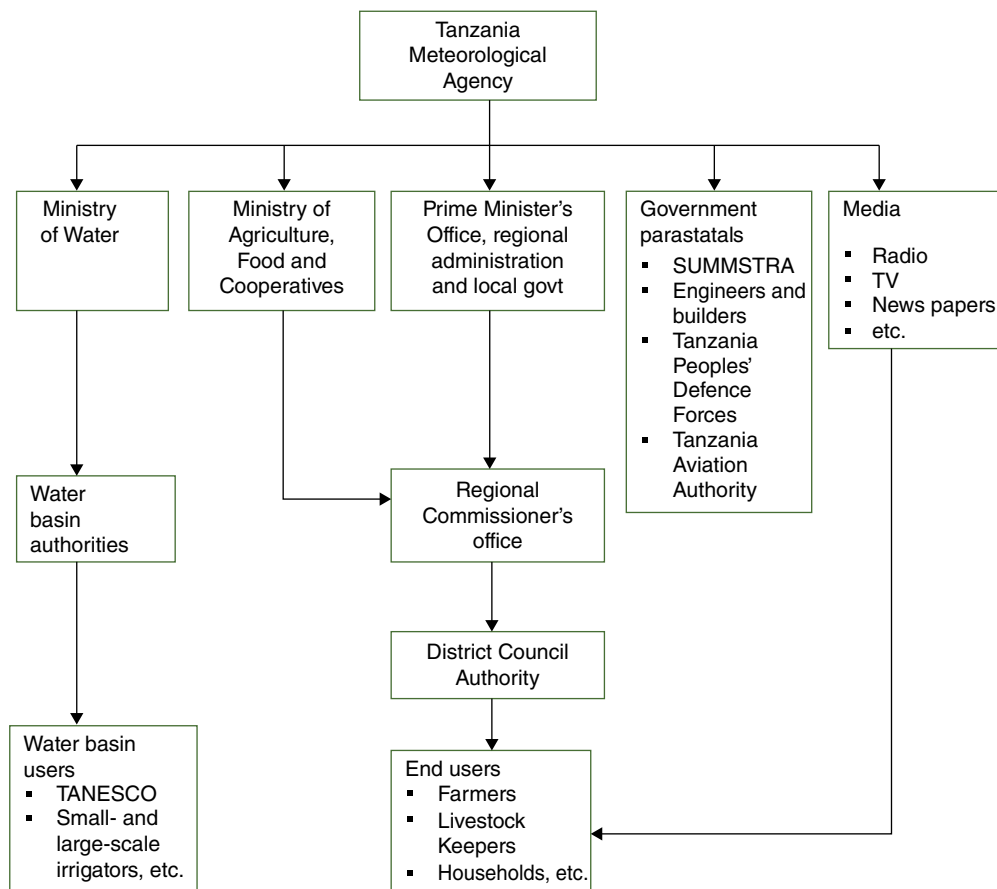 Tanzania
Meteorological
Agency
Ministry
of Water
Ministry of
Agriculture,
Food and
Cooperatives
Prime Minister’s
Office, regional
administration
and local govt
Government
parastatals
▪ SUMMSTRA
▪ Engineers and
builders
▪ Tanzania
Peoples’
Defence
Forces
▪ Tanzania
Aviation
Authority
Media
▪ Radio
▪ TV
▪ News papers
▪ etc.
Water
basin
authorities
Regional
Commissioner’s
office
District Council
Authority
Water basin
users
▪ TANESCO
▪ Small- and
large-scale
irrigators, etc.
End users
▪ Farmers
▪ Livestock
Keepers
▪ Households, etc.